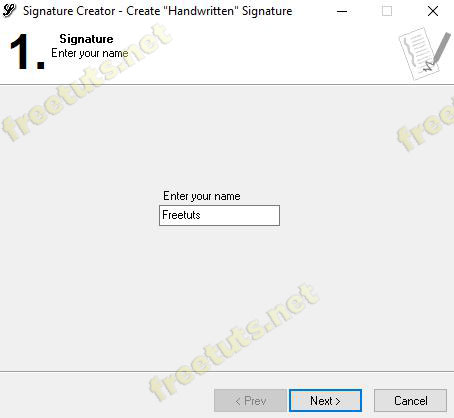 Signature Creator - Create "Handwritten" Signature
1.
Signature
Enter your name
freetuts.net
freetuts
Enter your name
Freetuts
freetuts.net
< Prev
Next >
Cancel